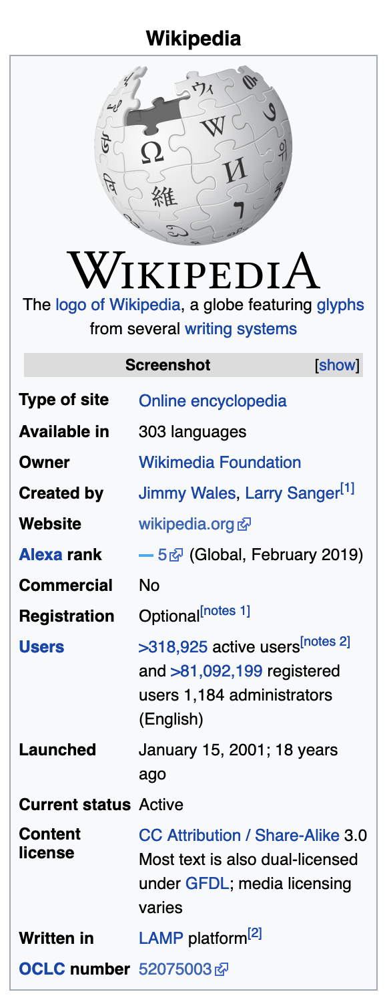 Wikipedia
ウィ
W
Ω
И
維
위
WIKIPEDIA
The logo of Wikipedia, a globe featuring glyphs
from several writing systems
Screenshot [show]
Type of site Online encyclopedia
Available in 303 languages
Owner Wikimedia Foundation
Created by Jimmy Wales, Larry Sanger[1]
Website wikipedia.org
Alexa rank — 5 (Global, February 2019)
Commercial No
Registration Optional[notes 1]
Users >318,925 active users[notes 2]
and >81,092,199 registered
users 1,184 administrators
(English)
Launched January 15, 2001; 18 years
ago
Current status Active
Content license CC Attribution / Share-Alike 3.0
Most text is also dual-licensed
under GFDL; media licensing
varies
Written in LAMP platform[2]
OCLC number 52075003